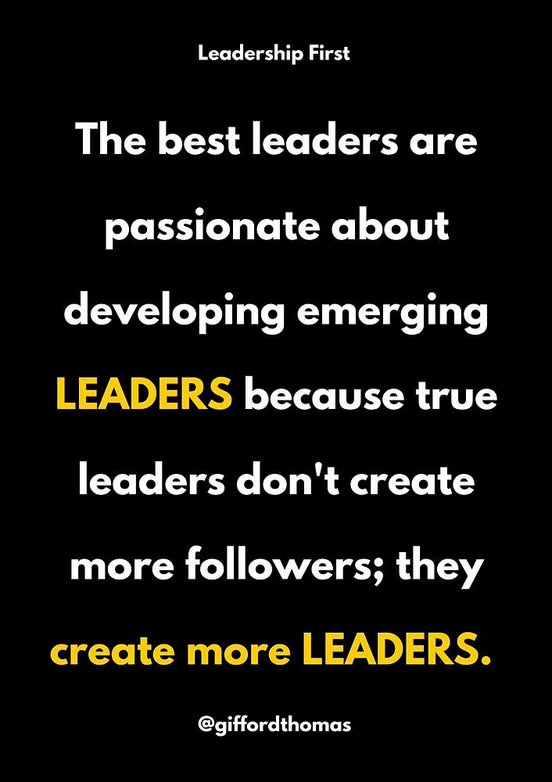 Leadership First
The best leaders are
passionate about
developing emerging
LEADERS because true
leaders don't create
more followers; they
create more LEADERS.
@giffordthomas